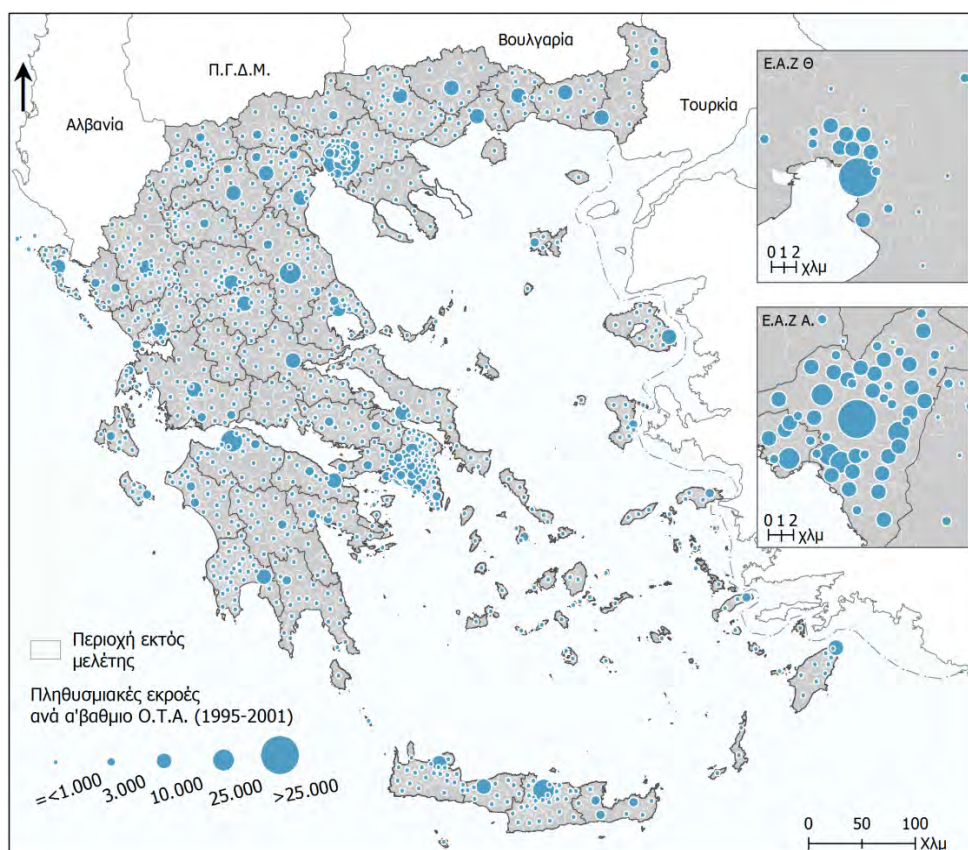 Βουλγαρία
Π.Γ.Δ.Μ.
Αλβανία
Τουρκία
Ε.Α.Ζ Θ
0 1 2
χλμ
Ε.Α.Ζ Α.
0 1 2
χλμ
Περιοχή εκτός
μελέτης
Πληθυσμιακές εκροές
ανά α'βαθμιο Ο.Τ.Α. (1995-2001)
=<1.000 3.000 10.000 25.000 >25.000
0 50 100
Χλμ